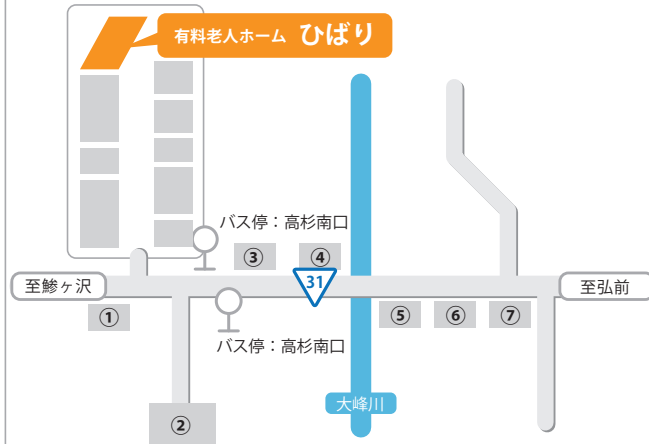 有料老人ホーム ひばり
バス停：高杉南口
③
④
31
至鰺ヶ沢
至弘前
①
⑤
⑥
⑦
バス停：高杉南口
大峰川
②